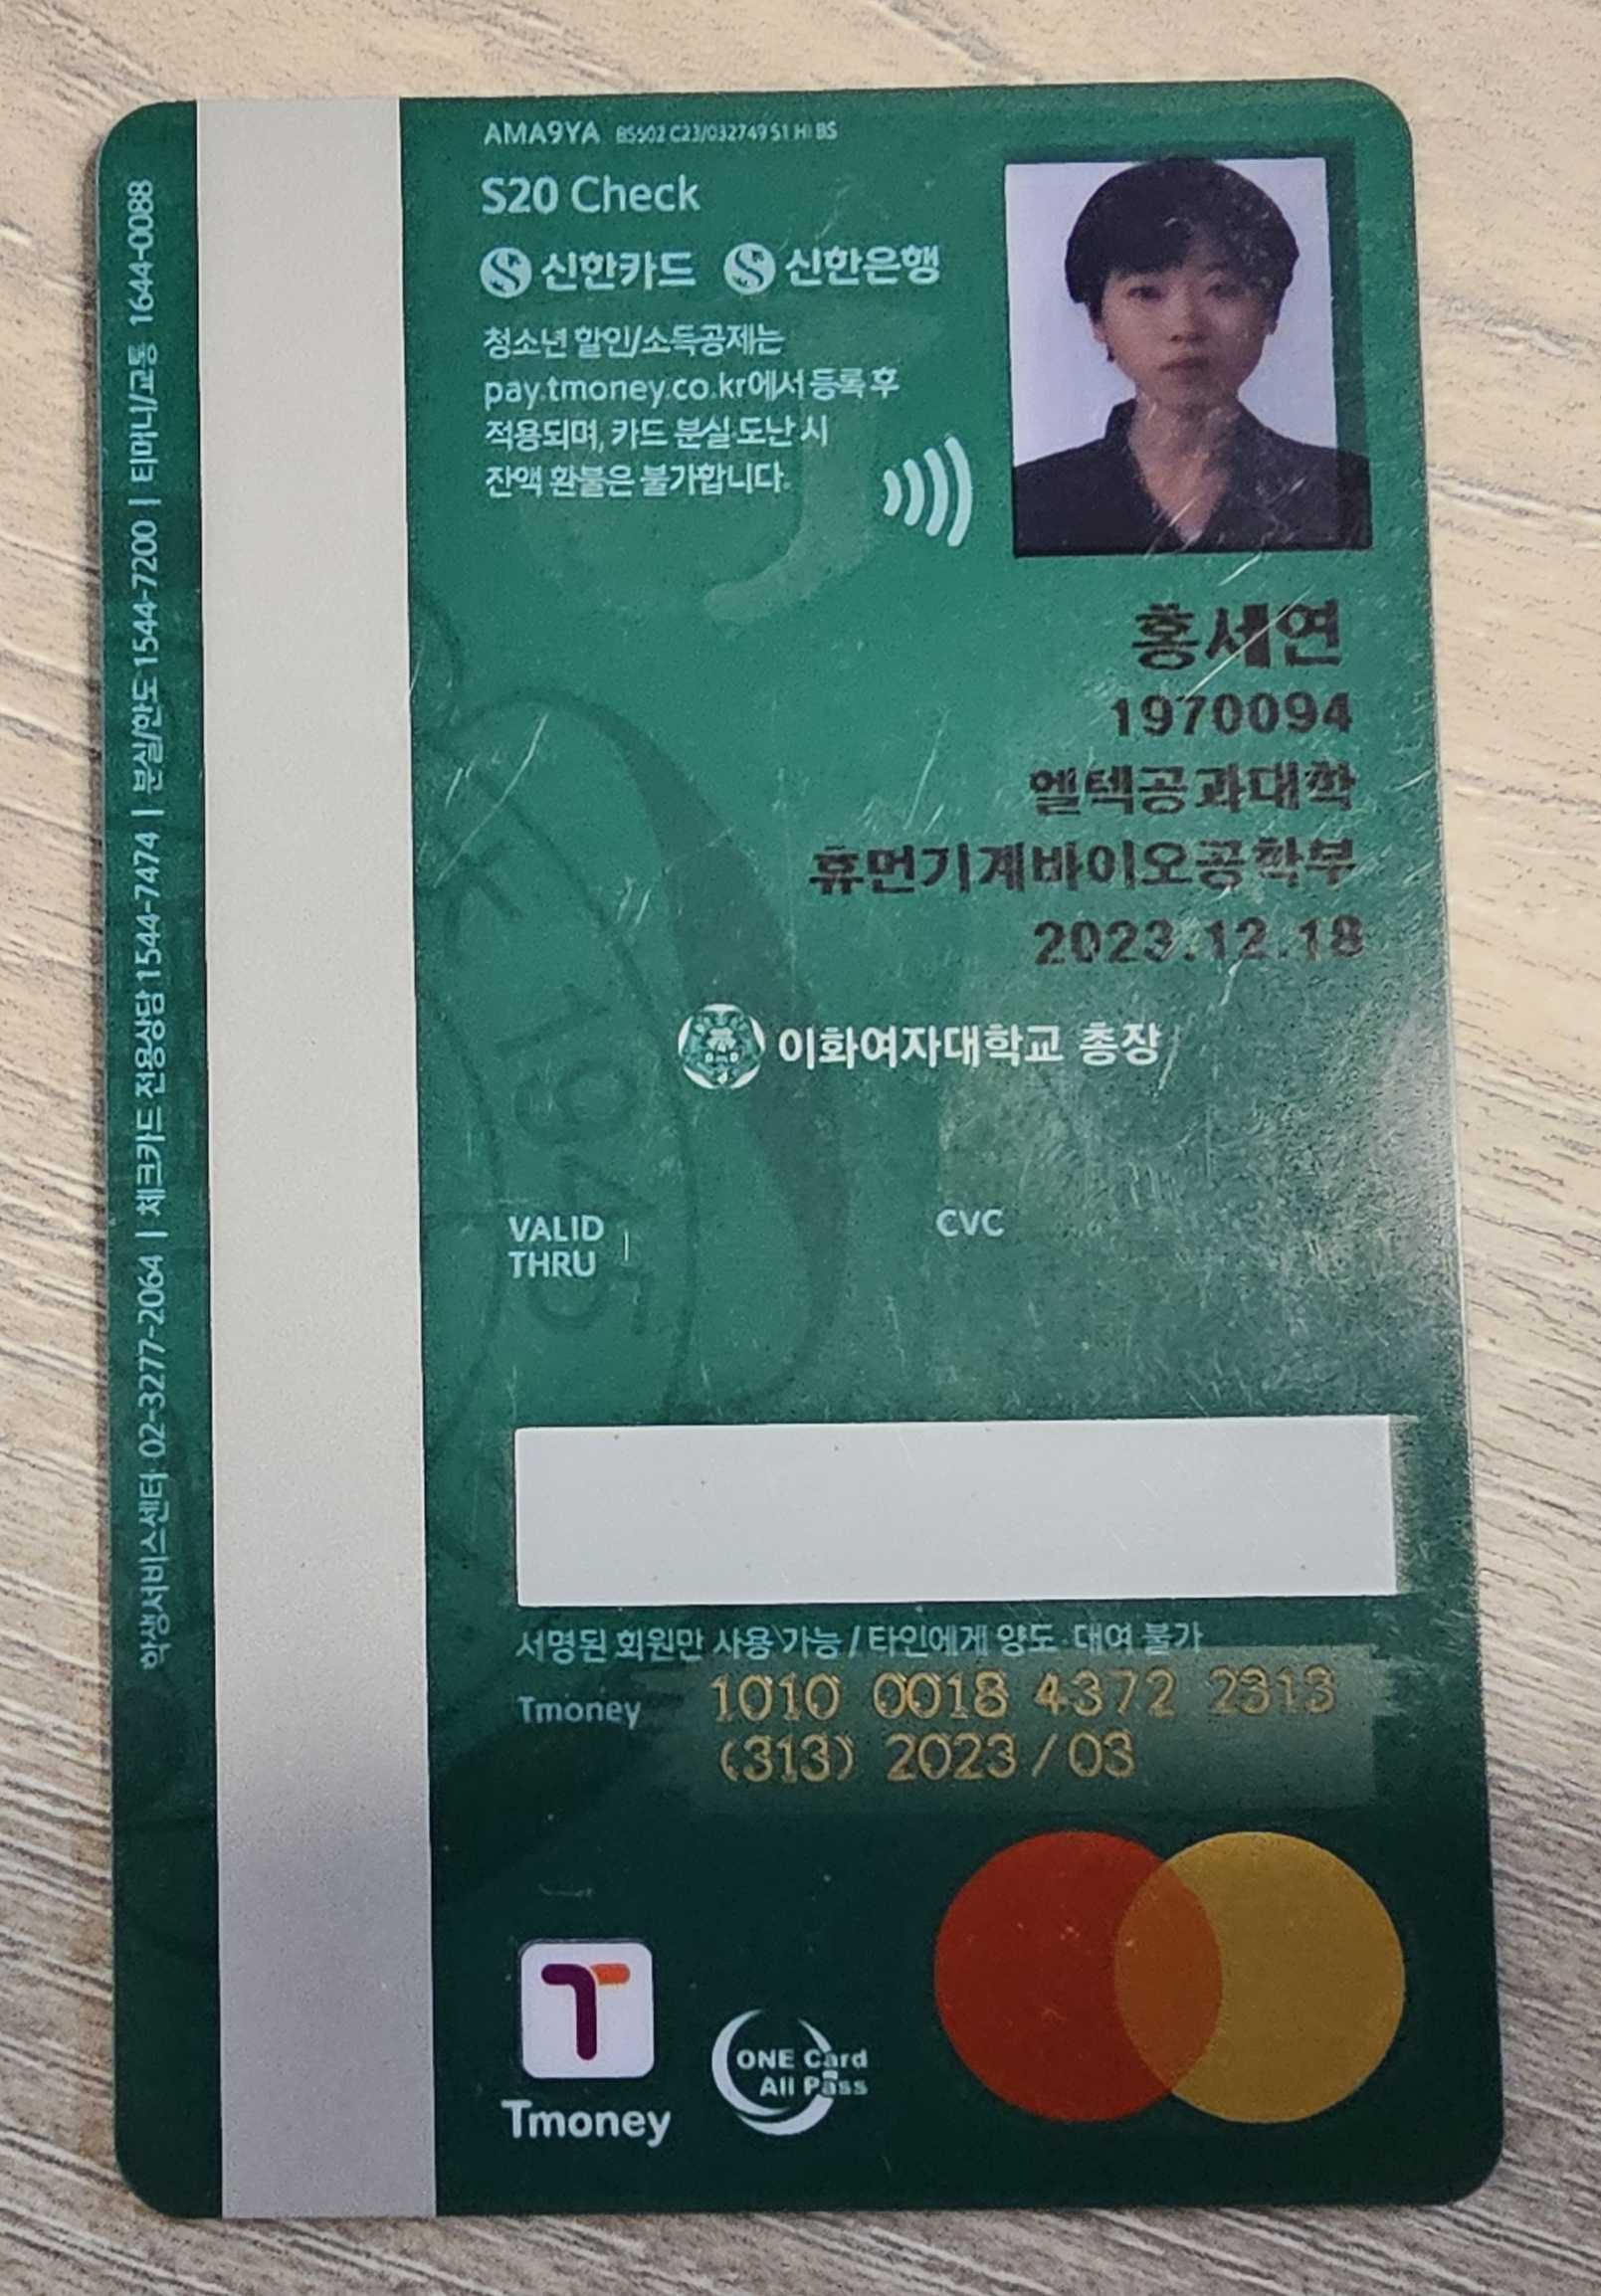 AMA9YA BS502 C23/032749 S1 HI BS
S20 Check
신한카드 신한은행
청소년 할인/소득공제는
pay.tmoney.co.kr에서 등록 후
적용되며, 카드 분실·도난 시
잔액 환불은 불가합니다.
홍세연
1970094
엘텍공과대학
휴먼기계바이오공학부
2023.12.18
이화여자대학교 총장
VALID
THRU
CVC
서명된 회원만 사용 가능 / 타인에게 양도·대여 불가
Tmoney 1010 0018 4372 2313
(313) 2023/03
Tmoney
ONE Card
All Pass
학생서비스센터 02-3277-2064 | 체크카드 전용상담 1544-7474 | 분실/한도 1544-7200 | 티머니/교통 1644-0088
1945